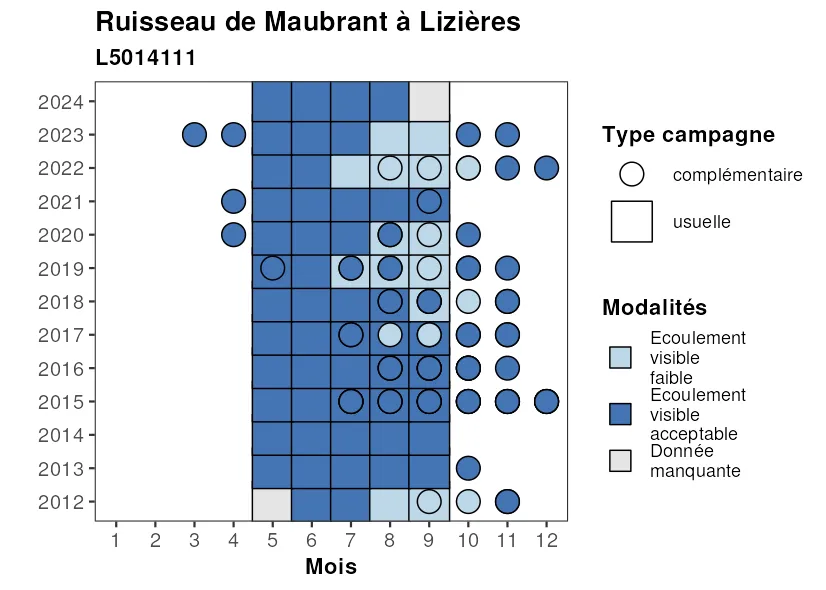 Ruisseau de Maubrant à Lizières
L5014111
2024
2023
2022
2021
2020
2019
2018
2017
2016
2015
2014
2013
2012
1 2 3 4 5 6 7 8 9 10 11 12
Mois
Type campagne
complémentaire
usuelle
Modalités
Ecoulement
visible
faible
Ecoulement
visible
acceptable
Donnée
manquante